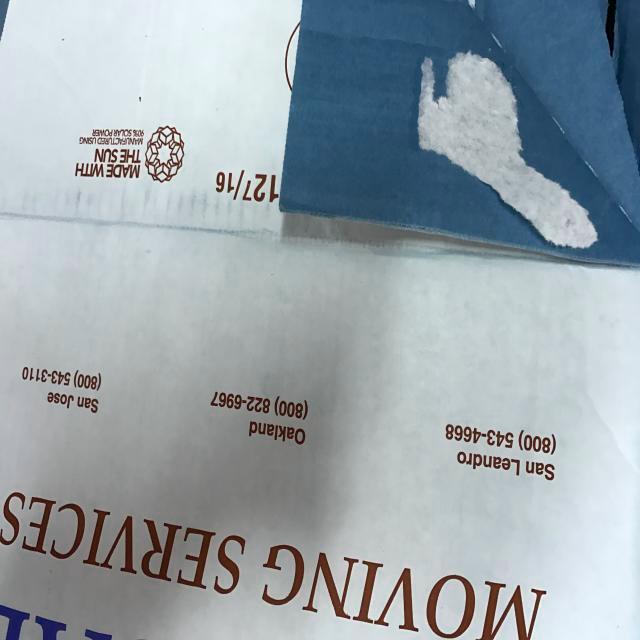 MOVING SERVICES
San Leandro
(800) 543-4668
Oakland
(800) 822-6967
San Jose
(800) 543-3110
127/16
MADE WITH
THE SUN
MANUFACTURED USING
90% SOLAR POWER